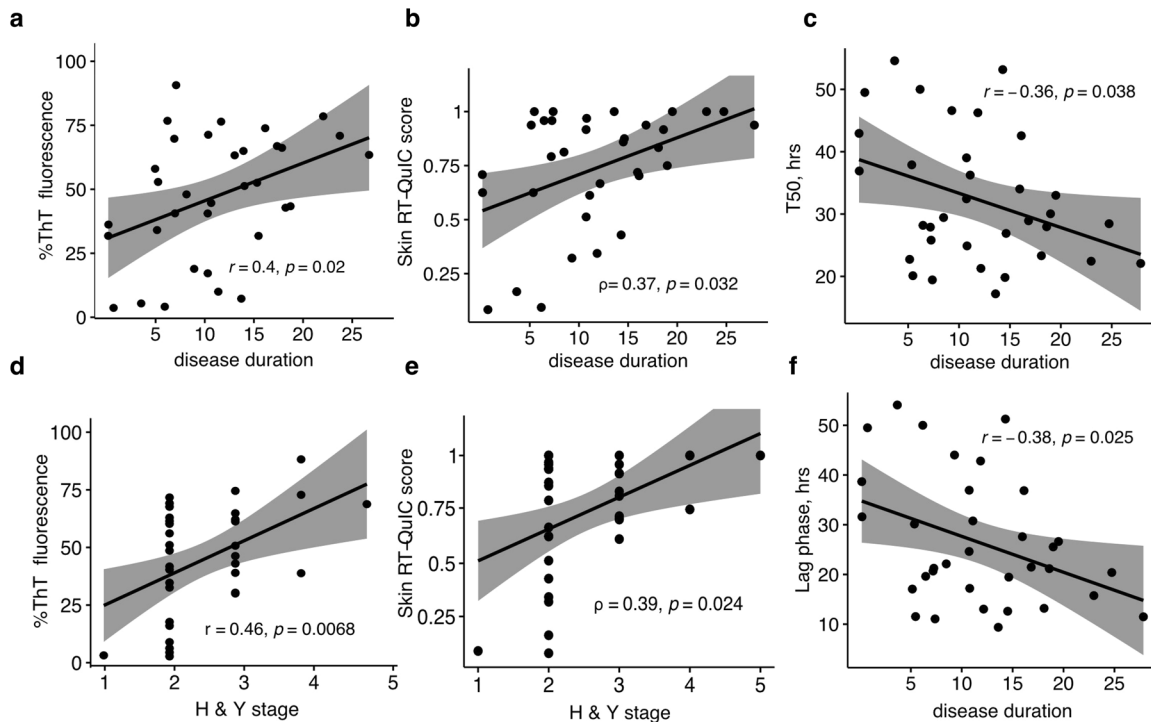 a
100
75
50
25
0
%ThT fluorescence
r = 0.4, p = 0.02
5 10 15 20 25
disease duration
b
1
0.75
0.5
0.25
Skin RT−QuIC score
ρ= 0.37, p = 0.032
5 10 15 20 25
disease duration
c
50
40
30
20
T50, hrs
r = −0.36, p = 0.038
5 10 15 20 25
disease duration
d
100
75
50
25
0
%ThT fluorescence
r = 0.46, p = 0.0068
1 2 3 4 5
H & Y stage
e
1
0.75
0.5
0.25
Skin RT−QuIC score
ρ = 0.39, p = 0.024
1 2 3 4 5
H & Y stage
f
50
40
30
20
10
Lag phase, hrs
r = −0.38, p = 0.025
5 10 15 20 25
disease duration